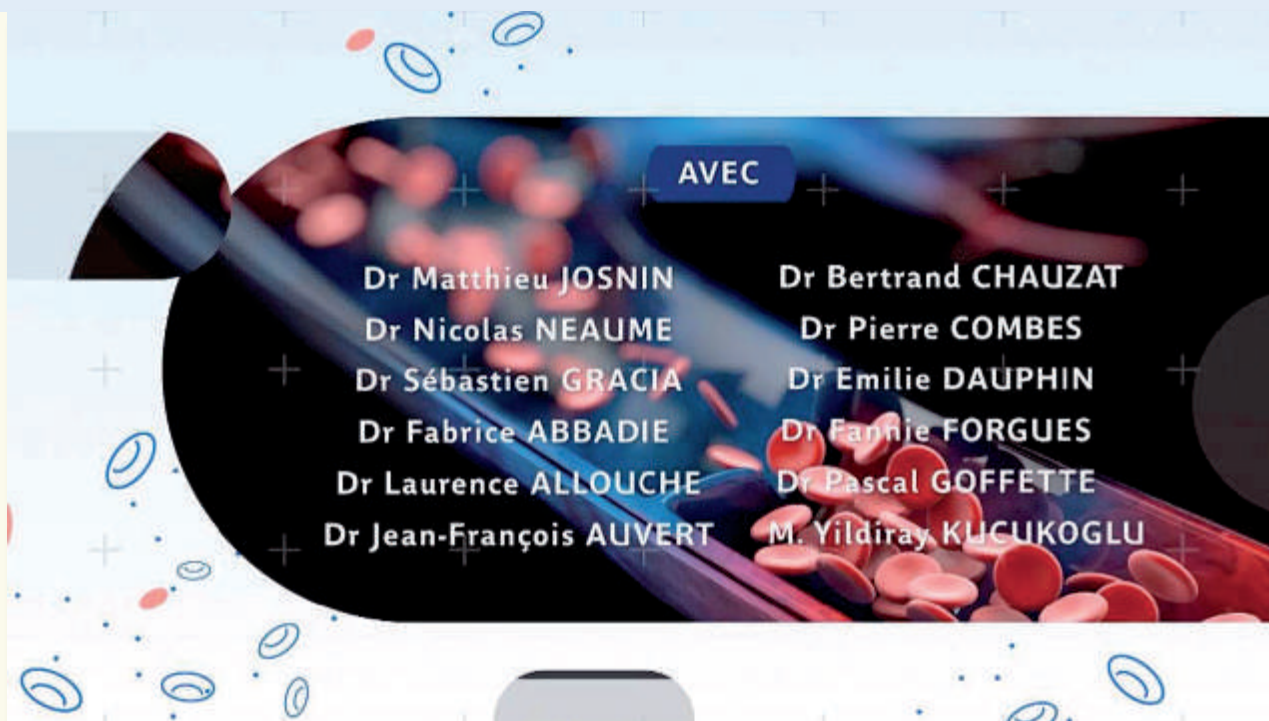 AVEC
Dr Matthieu JOSNIN
Dr Nicolas NEAUME
Dr Sébastien GRACIA
Dr Fabrice ABBADIE
Dr Laurence ALLOUCHE
Dr Jean-François AUVERT
Dr Bertrand CHAUZAT
Dr Pierre COMBES
Dr Emilie DAUPHIN
Dr Fannie FORGUES
Dr Pascal GOFFETTE
M. Yildiray KUCUKOGLU